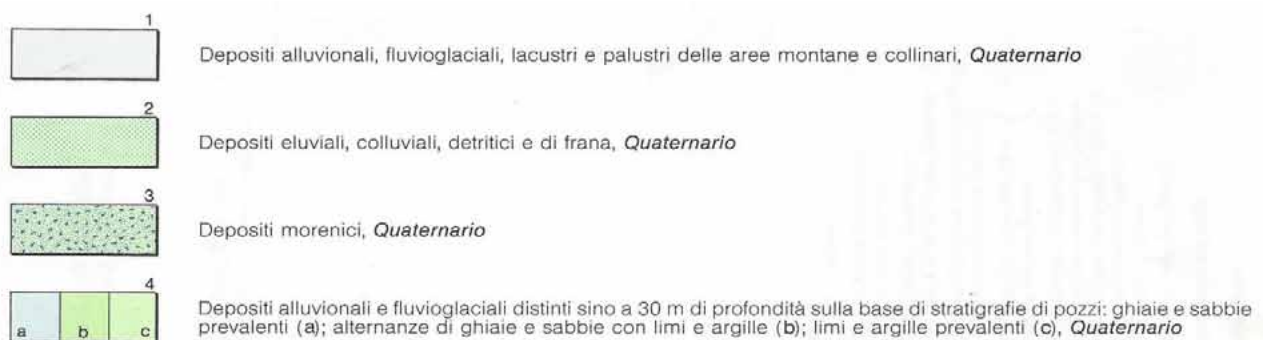 1
Depositi alluvionali, fluvioglaciali, lacustri e palustri delle aree montane e collinari, Quaternario
2
Depositi eluviali, colluviali, detritici e di frana, Quaternario
3
Depositi morenici, Quaternario
4
a b c
Depositi alluvionali e fluvioglaciali distinti sino a 30 m di profondità sulla base di stratigrafie di pozzi: ghiaie e sabbie
prevalenti (a); alternanze di ghiaie e sabbie con limi e argille (b); limi e argille prevalenti (c), Quaternario